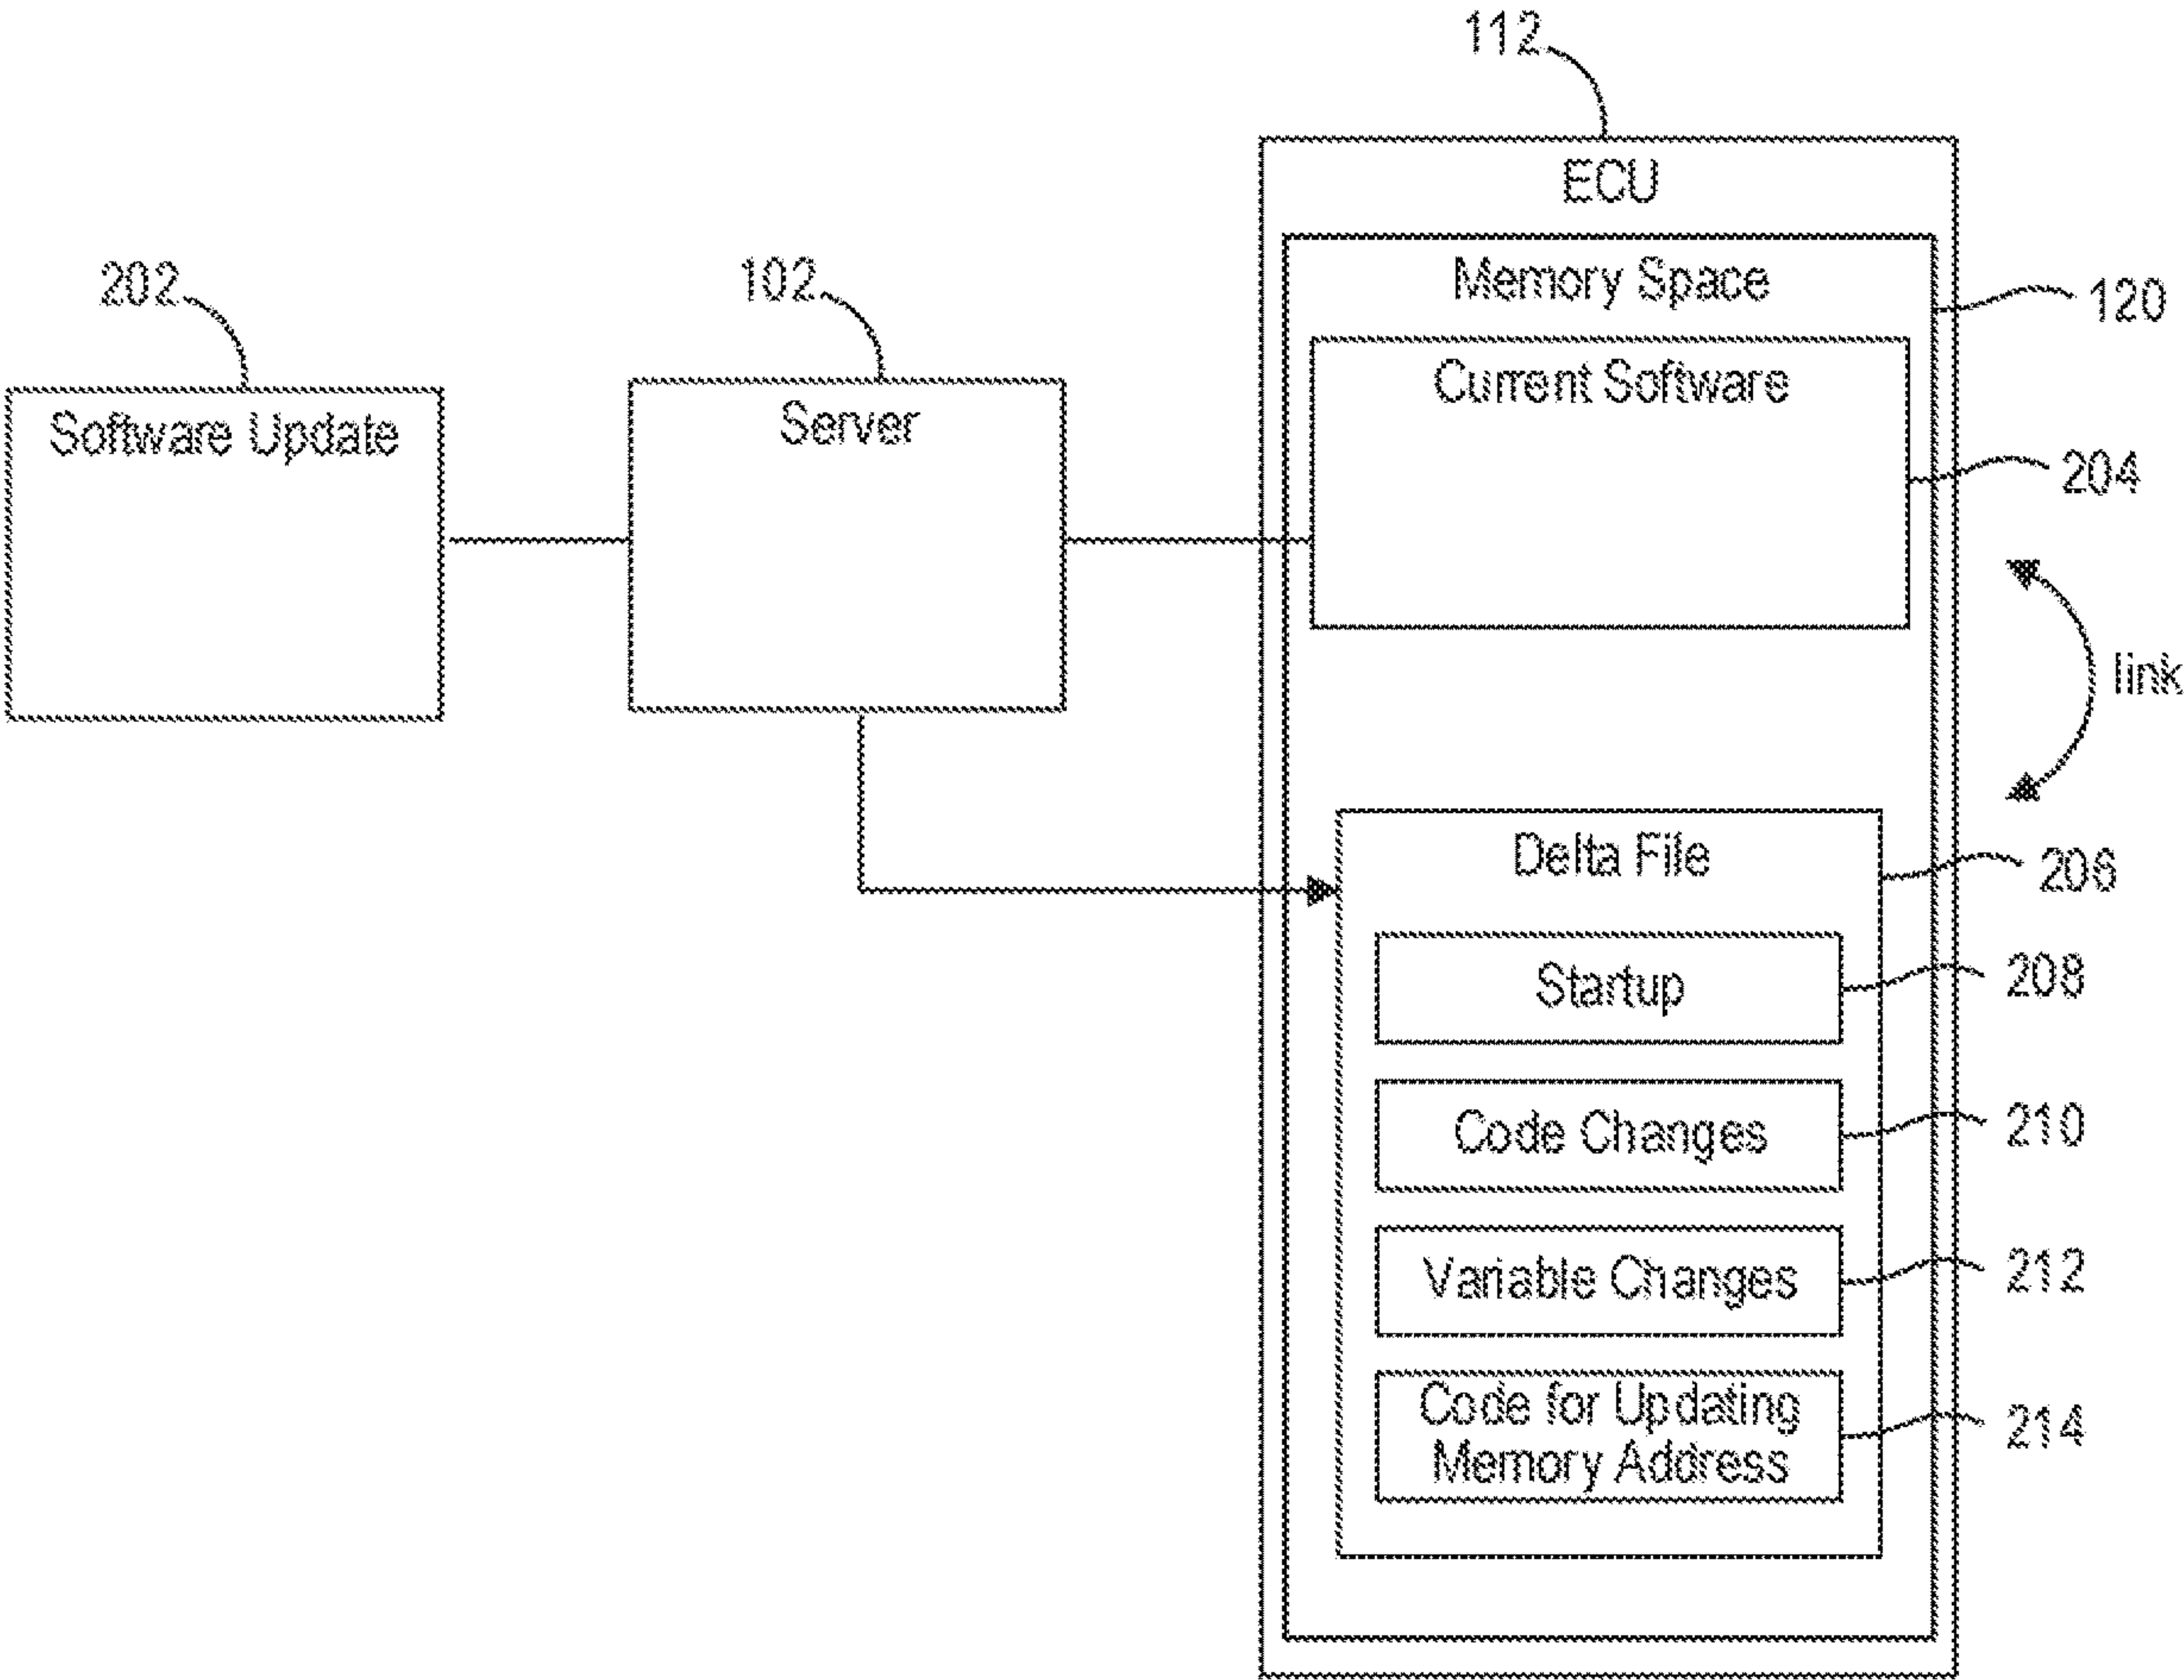 112
ECU
202
102
Memory Space
120
Software Update
Server
Current Software
204
link
Delta File
206
Startup
208
Code Changes
210
Variable Changes
212
Code for Updating
Memory Address
214